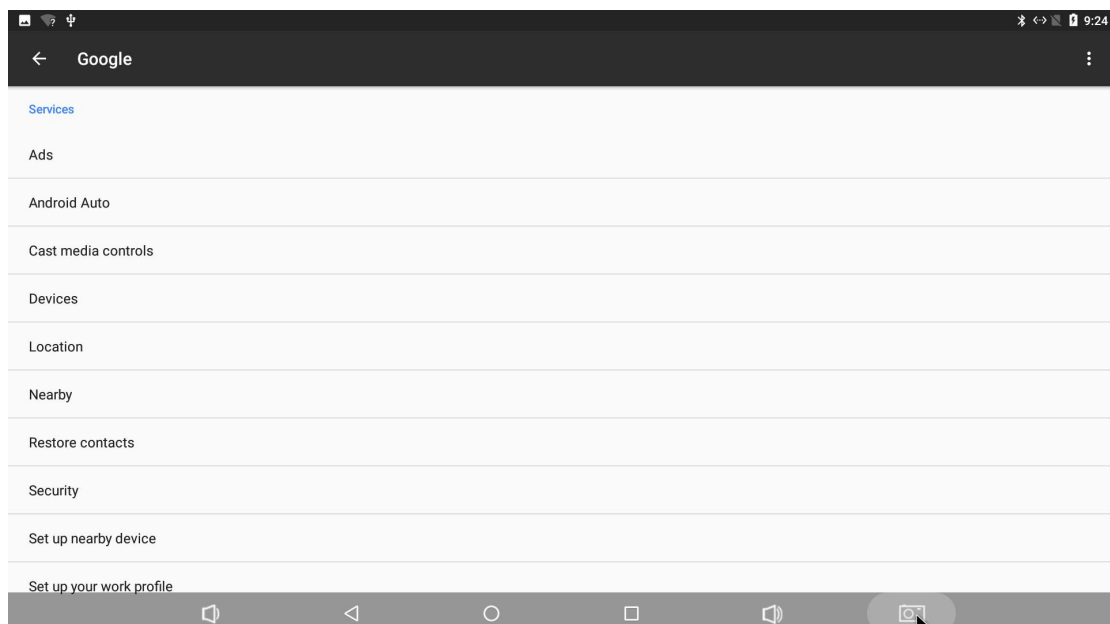 9:24
Google
Services
Ads
Android Auto
Cast media controls
Devices
Location
Nearby
Restore contacts
Security
Set up nearby device
Set up your work profile